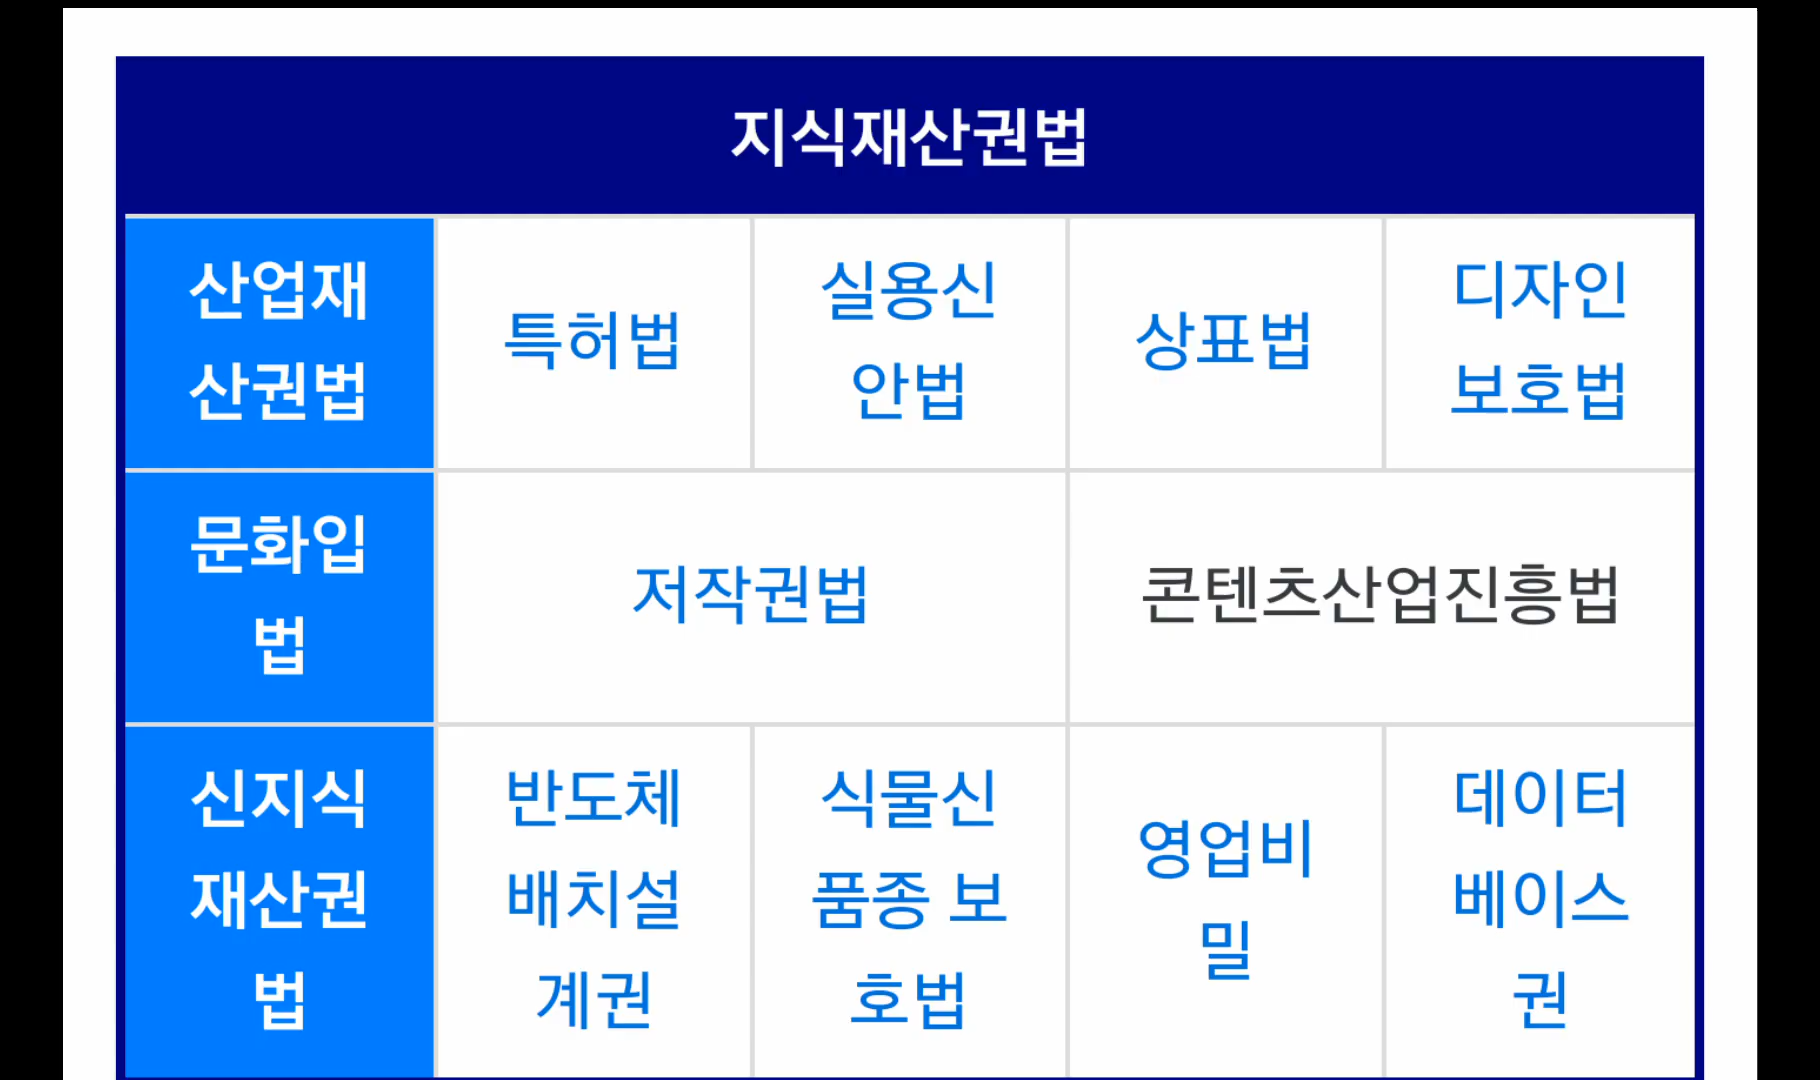 지식재산권법
산업재
산권법
특허법
실용신
안법
상표법
디자인
보호법
문화입
법
저작권법
콘텐츠산업진흥법
신지식
재산권
법
반도체
배치설
계권
식물신
품종 보
호법
영업비
밀
데이터
베이스
권